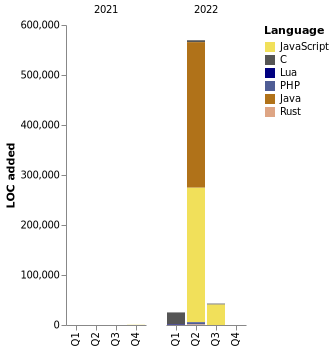 2021 2022
Language
JavaScript
C
Lua
PHP
Java
Rust
LOC added
600,000
500,000
400,000
300,000
200,000
100,000
0
Q1 Q2 Q3 Q4 Q1 Q2 Q3 Q4